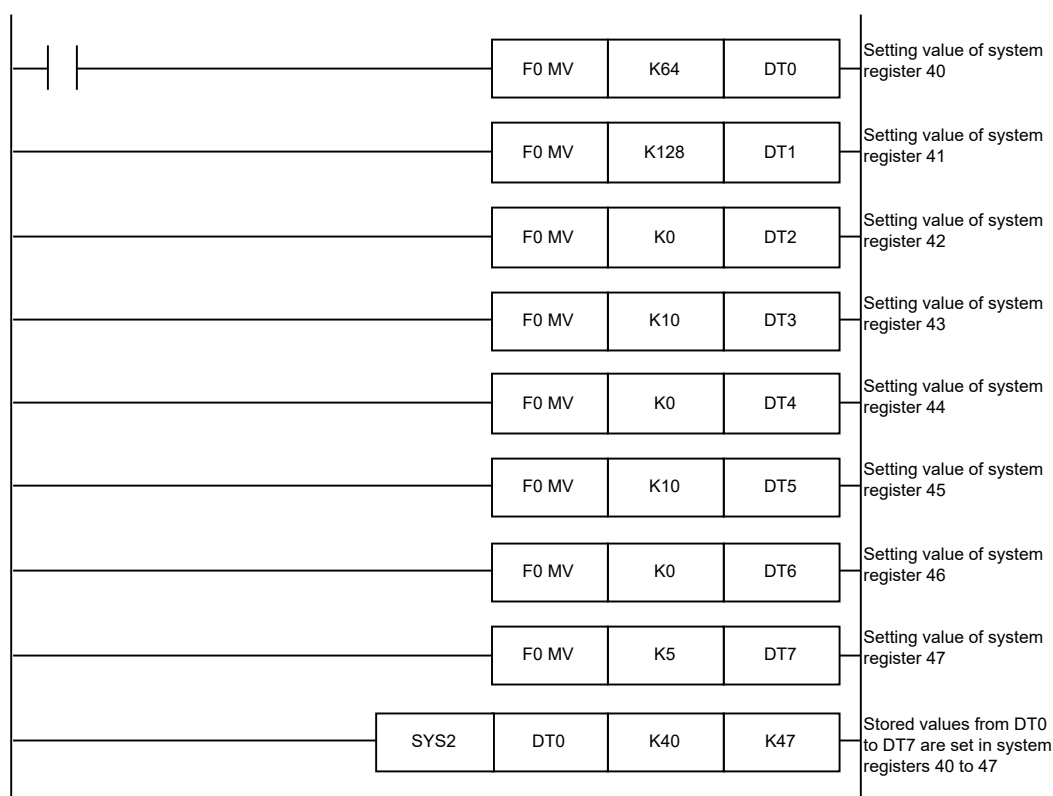 F0 MV K64 DT0
Setting value of system
register 40
F0 MV K128 DT1
Setting value of system
register 41
F0 MV K0 DT2
Setting value of system
register 42
F0 MV K10 DT3
Setting value of system
register 43
F0 MV K0 DT4
Setting value of system
register 44
F0 MV K10 DT5
Setting value of system
register 45
F0 MV K0 DT6
Setting value of system
register 46
F0 MV K5 DT7
Setting value of system
register 47
SYS2 DT0 K40 K47
Stored values from DT0
to DT7 are set in system
registers 40 to 47